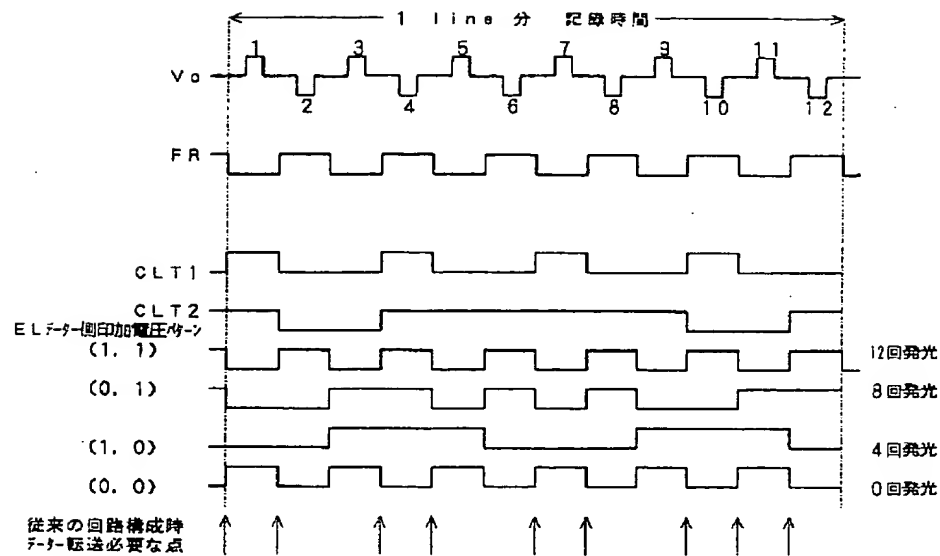 1 line 分 記録時間
1 3 5 7 9 11
Va
2 4 6 8 10 12
FR
CLT1
CLT2
ELデーター側印加電圧パターン
(1, 1) 12回発光
(0, 1) 8回発光
(1, 0) 4回発光
(0, 0) 0回発光
従来の回路構成時
データー転送必要な点